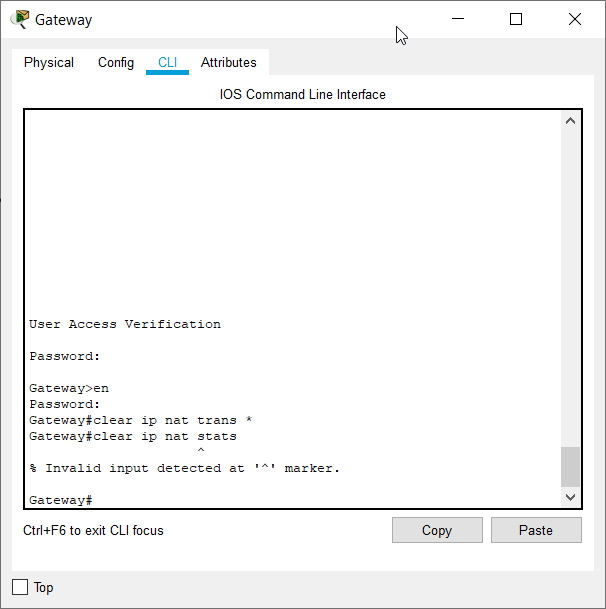 Gateway
Physical Config CLI Attributes
IOS Command Line Interface
User Access Verification
Password:
Gateway>en
Password:
Gateway#clear ip nat trans *
Gateway#clear ip nat stats
^
% Invalid input detected at '^' marker.
Gateway#
Ctrl+F6 to exit CLI focus
Copy Paste
Top